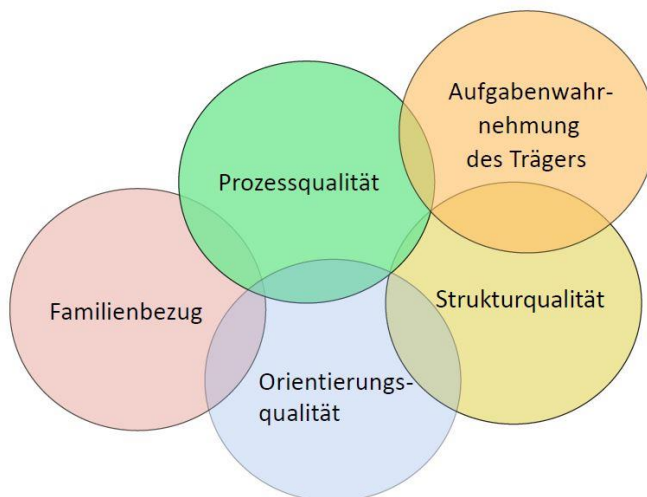 Aufgabenwahr-
nehmung
des Trägers
Prozessqualität
Familienbezug
Strukturqualität
Orientierungs-
qualität